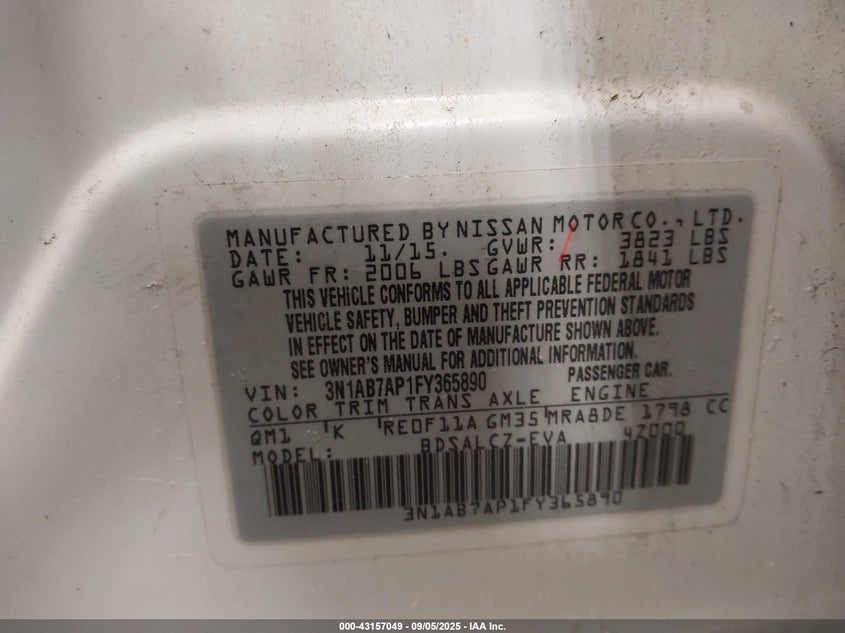 MANUFACTURED BY NISSAN MOTOR CO., LTD.
DATE: 11/15. GVWR: 3823 LBS
GAWR FR: 2006 LBS GAWR RR: 1841 LBS
THIS VEHICLE CONFORMS TO ALL APPLICABLE FEDERAL MOTOR
VEHICLE SAFETY, BUMPER AND THEFT PREVENTION STANDARDS
IN EFFECT ON THE DATE OF MANUFACTURE SHOWN ABOVE.
SEE OWNER'S MANUAL FOR ADDITIONAL INFORMATION.
VIN: 3N1AB7AP1FY365890 PASSENGER CAR.
COLOR TRIM TRANS AXLE ENGINE
QM1 K RE0F11A GM35 MRA8DE 1798 CC
MODEL: BDSALCZ-EVA 4Z000
3N1AB7AP1FY365890
000-43157049 - 09/05/2025 - IAA Inc.